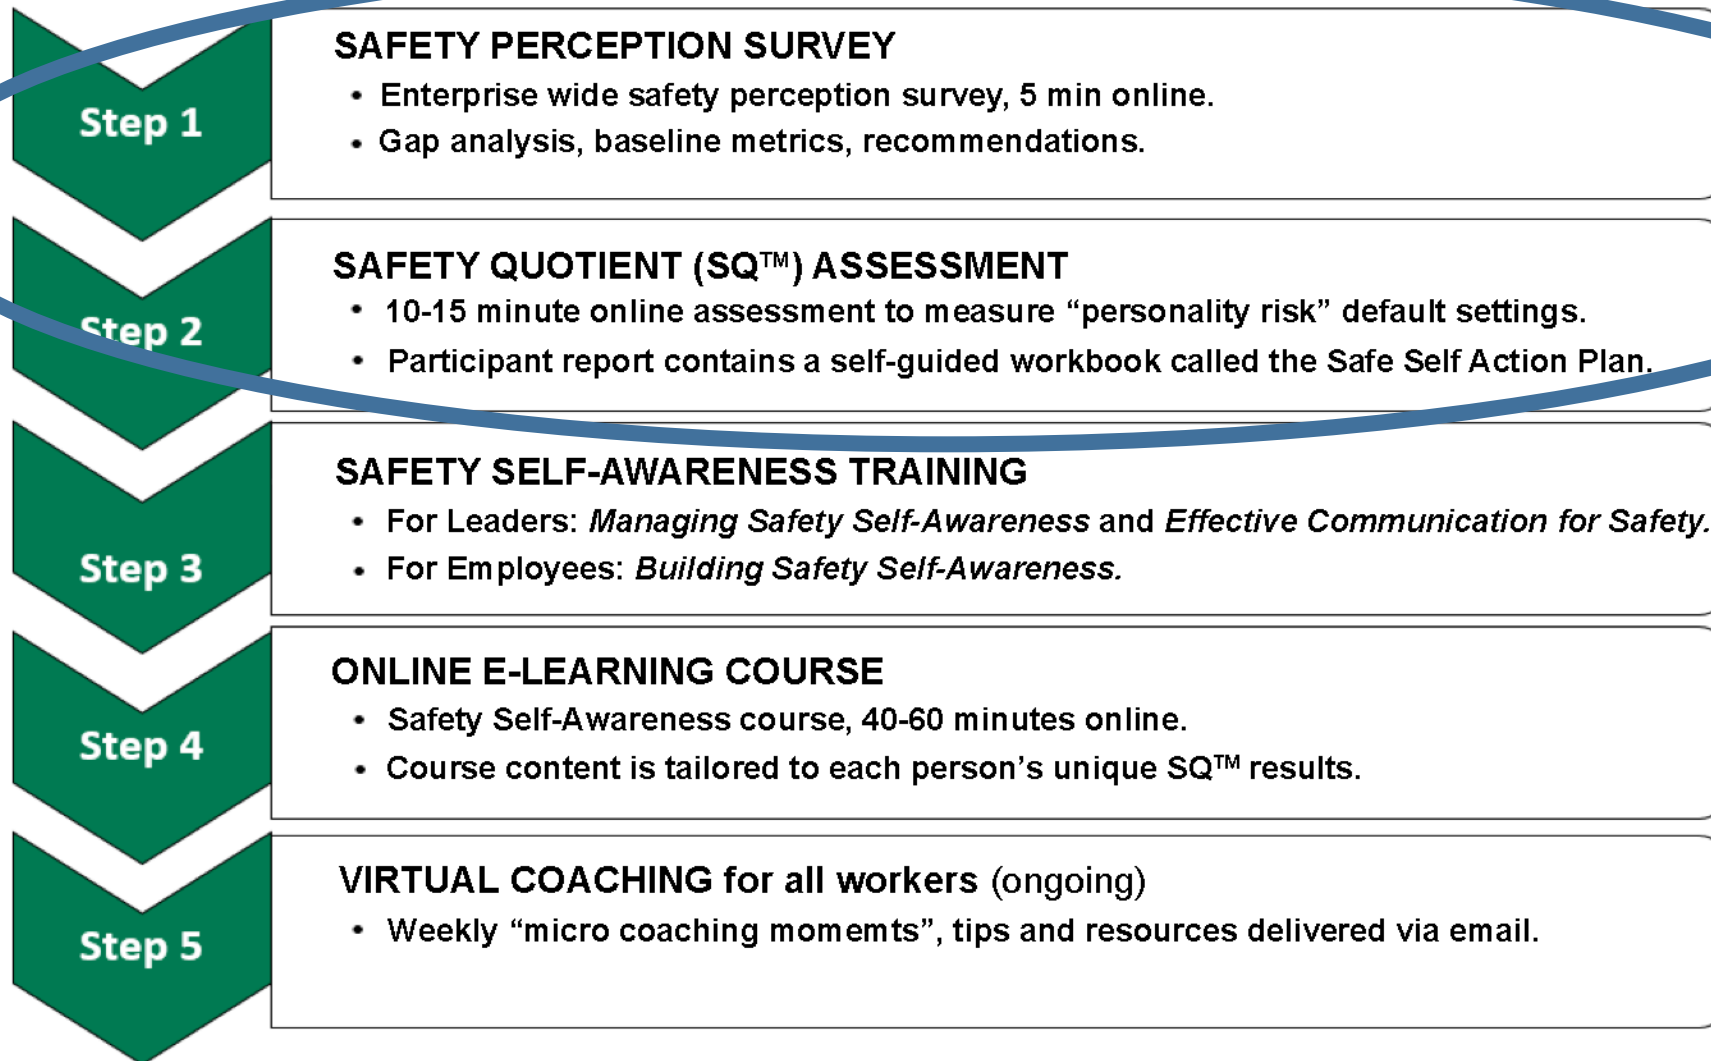 Step 1
SAFETY PERCEPTION SURVEY
• Enterprise wide safety perception survey, 5 min online.
• Gap analysis, baseline metrics, recommendations.
Step 2
SAFETY QUOTIENT (SQ™) ASSESSMENT
• 10-15 minute online assessment to measure “personality risk” default settings.
• Participant report contains a self-guided workbook called the Safe Self Action Plan.
Step 3
SAFETY SELF-AWARENESS TRAINING
• For Leaders: Managing Safety Self-Awareness and Effective Communication for Safety.
• For Employees: Building Safety Self-Awareness.
Step 4
ONLINE E-LEARNING COURSE
• Safety Self-Awareness course, 40-60 minutes online.
• Course content is tailored to each person’s unique SQ™ results.
Step 5
VIRTUAL COACHING for all workers (ongoing)
• Weekly “micro coaching momemts”, tips and resources delivered via email.